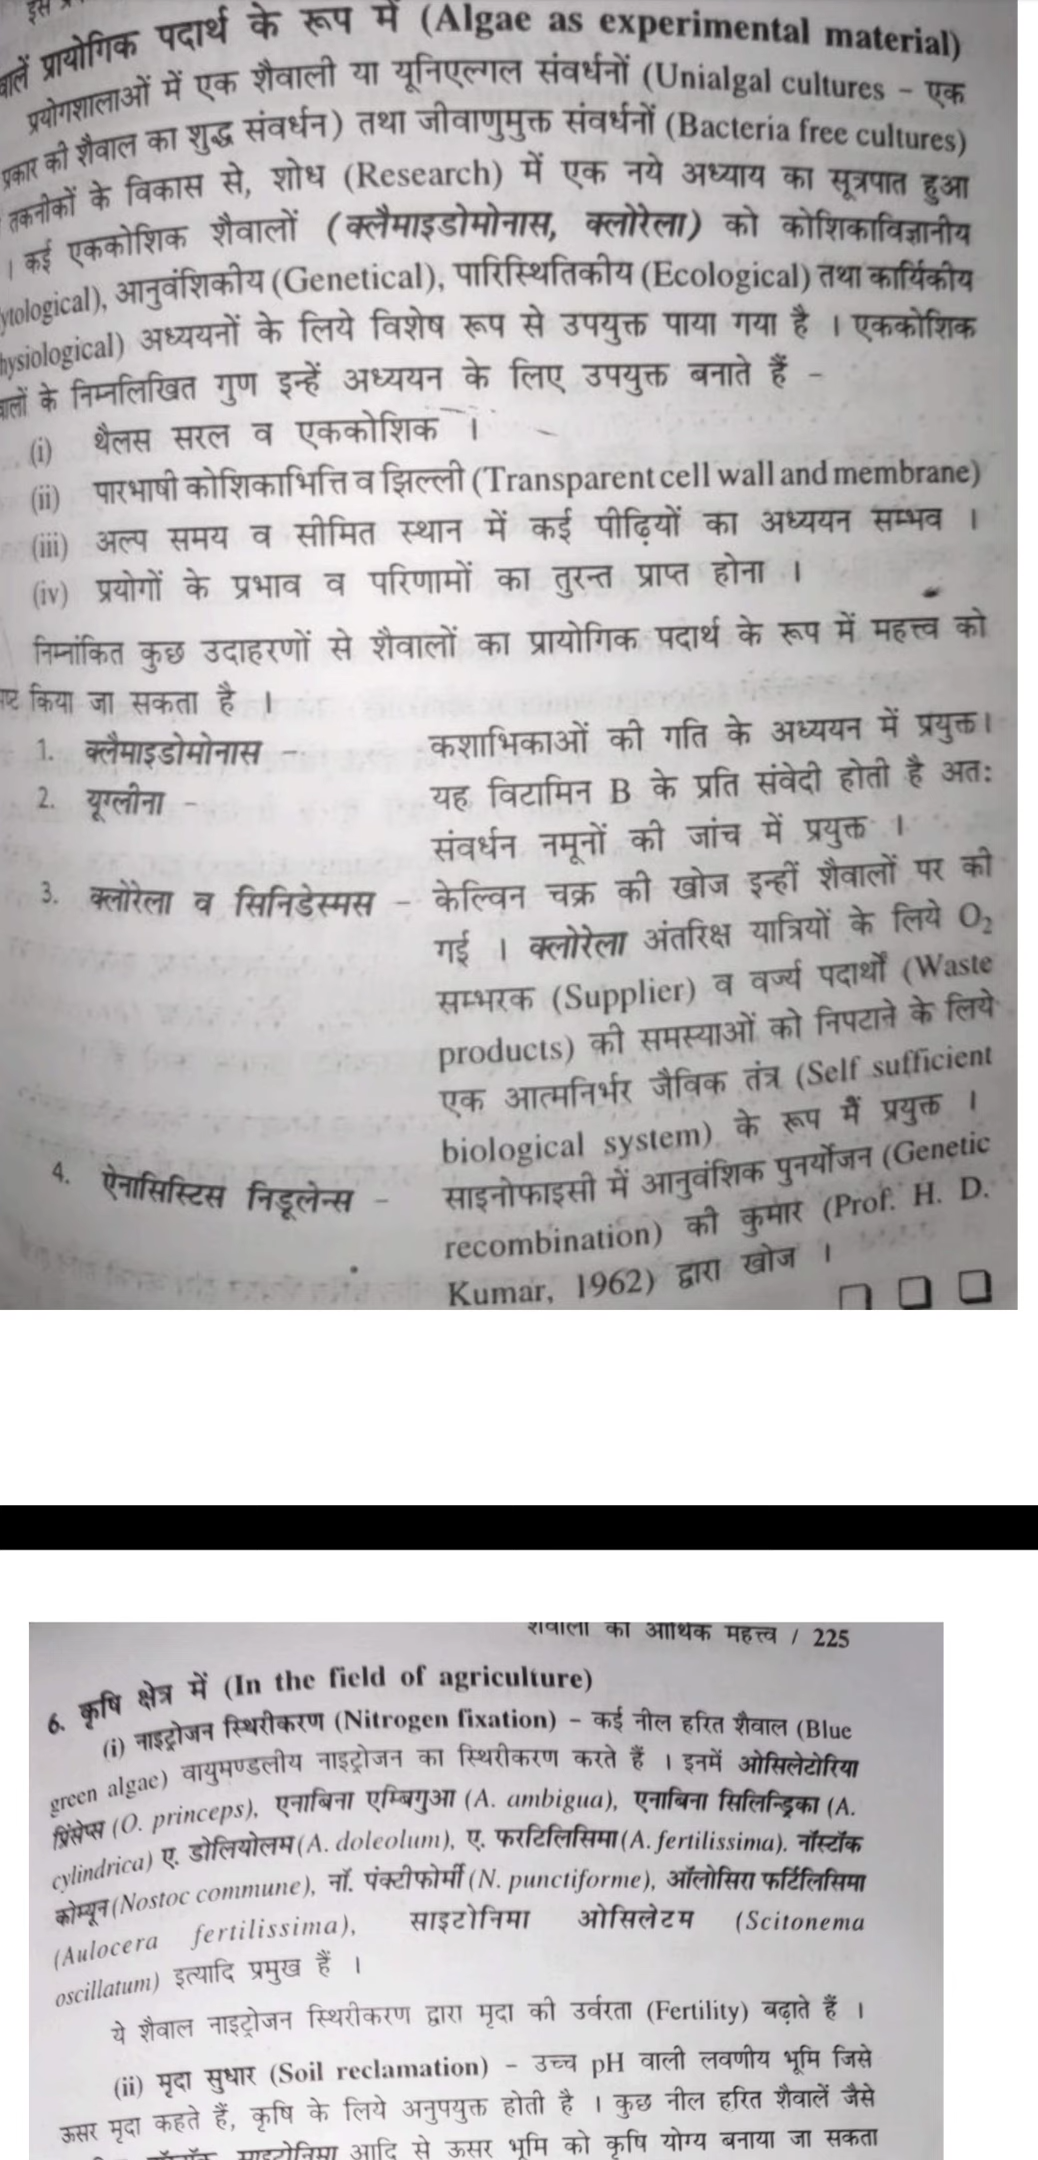 इस
वालें प्रायोगिक पदार्थ के रूप में (Algae as experimental material)
प्रयोगशालाओं में एक शैवाली या यूनिएल्गल संवर्धनों (Unialgal cultures - एक
प्रकार की शैवाल का शुद्ध संवर्धन) तथा जीवाणुमुक्त संवर्धनों (Bacteria free cultures)
तकनीकों के विकास से, शोध (Research) में एक नये अध्याय का सूत्रपात हुआ
। कई एककोशिक शैवालों (क्लैमाइडोमोनास, क्लोरेला) को कोशिकाविज्ञानीय
ytological), आनुवंशिकीय (Genetical), पारिस्थितिकीय (Ecological) तथा कार्यिकीय
hysiological) अध्ययनों के लिये विशेष रूप से उपयुक्त पाया गया है । एककोशिक
वालों के निम्नलिखित गुण इन्हें अध्ययन के लिए उपयुक्त बनाते हैं -
(i) थैलस सरल व एककोशिक ।
(ii) पारभाषी कोशिकाभित्ति व झिल्ली (Transparent cell wall and membrane)
(iii) अल्प समय व सीमित स्थान में कई पीढ़ियों का अध्ययन सम्भव ।
(iv) प्रयोगों के प्रभाव व परिणामों का तुरन्त प्राप्त होना ।
निम्नांकित कुछ उदाहरणों से शैवालों का प्रायोगिक पदार्थ के रूप में महत्त्व को
ष्ट किया जा सकता है ।
1. क्लैमाइडोमोनास - कशाभिकाओं की गति के अध्ययन में प्रयुक्त।
2. यूग्लीना - यह विटामिन B के प्रति संवेदी होती है अतः
संवर्धन नमूनों की जांच में प्रयुक्त ।
3. क्लोरेला व सिनिडेस्मस - केल्विन चक्र की खोज इन्हीं शैवालों पर की
गई । क्लोरेला अंतरिक्ष यात्रियों के लिये O₂
सम्भरक (Supplier) व वर्ज्य पदार्थों (Waste
products) की समस्याओं को निपटाने के लिये
एक आत्मनिर्भर जैविक तंत्र (Self sufficient
biological system) के रूप में प्रयुक्त ।
4. ऐनासिस्टिस निडूलेन्स - साइनोफाइसी में आनुवंशिक पुनर्योजन (Genetic
recombination) की कुमार (Prof. H. D.
Kumar, 1962) द्वारा खोज ।
शैवालों का आर्थिक महत्त्व / 225
6. कृषि क्षेत्र में (In the field of agriculture)
(i) नाइट्रोजन स्थिरीकरण (Nitrogen fixation) - कई नील हरित शैवाल (Blue
green algae) वायुमण्डलीय नाइट्रोजन का स्थिरीकरण करते हैं । इनमें ओसिलेटोरिया
प्रिंसेप्स (O. princeps), एनाबिना एम्बिगुआ (A. ambigua), एनाबिना सिलिन्ड्रिका (A.
cylindrica) ए. डोलियोलम (A. doleolum), ए. फरटिलिसिमा (A. fertilissima). नॉस्टॉक
कोम्यून (Nostoc commune), नॉ. पंक्टीफोर्मी (N. punctiforme), ऑलोसिरा फर्टिलिसिमा
(Aulocera fertilissima), साइटोनिमा ओसिलेटम (Scitonema
oscillatum) इत्यादि प्रमुख हैं ।
ये शैवाल नाइट्रोजन स्थिरीकरण द्वारा मृदा की उर्वरता (Fertility) बढ़ाते हैं ।
(ii) मृदा सुधार (Soil reclamation) - उच्च pH वाली लवणीय भूमि जिसे
ऊसर मृदा कहते हैं, कृषि के लिये अनुपयुक्त होती है । कुछ नील हरित शैवालें जैसे
साइटोनिमा आदि से ऊसर भूमि को कृषि योग्य बनाया जा सकता